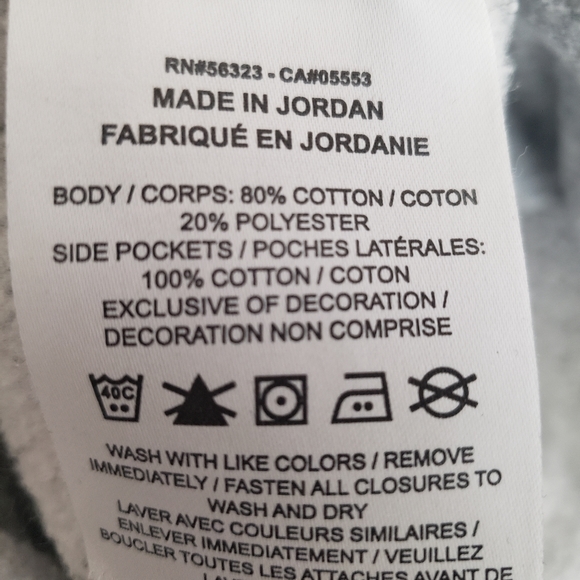 RN#56323 - CA#05553
MADE IN JORDAN
FABRIQUÉ EN JORDANIE
BODY / CORPS: 80% COTTON / COTON
20% POLYESTER
SIDE POCKETS / POCHES LATÉRALES:
100% COTTON / COTON
EXCLUSIVE OF DECORATION /
DECORATION NON COMPRISE
40C
WASH WITH LIKE COLORS / REMOVE
IMMEDIATELY / FASTEN ALL CLOSURES TO
WASH AND DRY
LAVER AVEC COULEURS SIMILAIRES /
ENLEVER IMMEDIATEMENT / VEUILLEZ
BOUCLER TOUTES LES ATTACHES AVANT DE